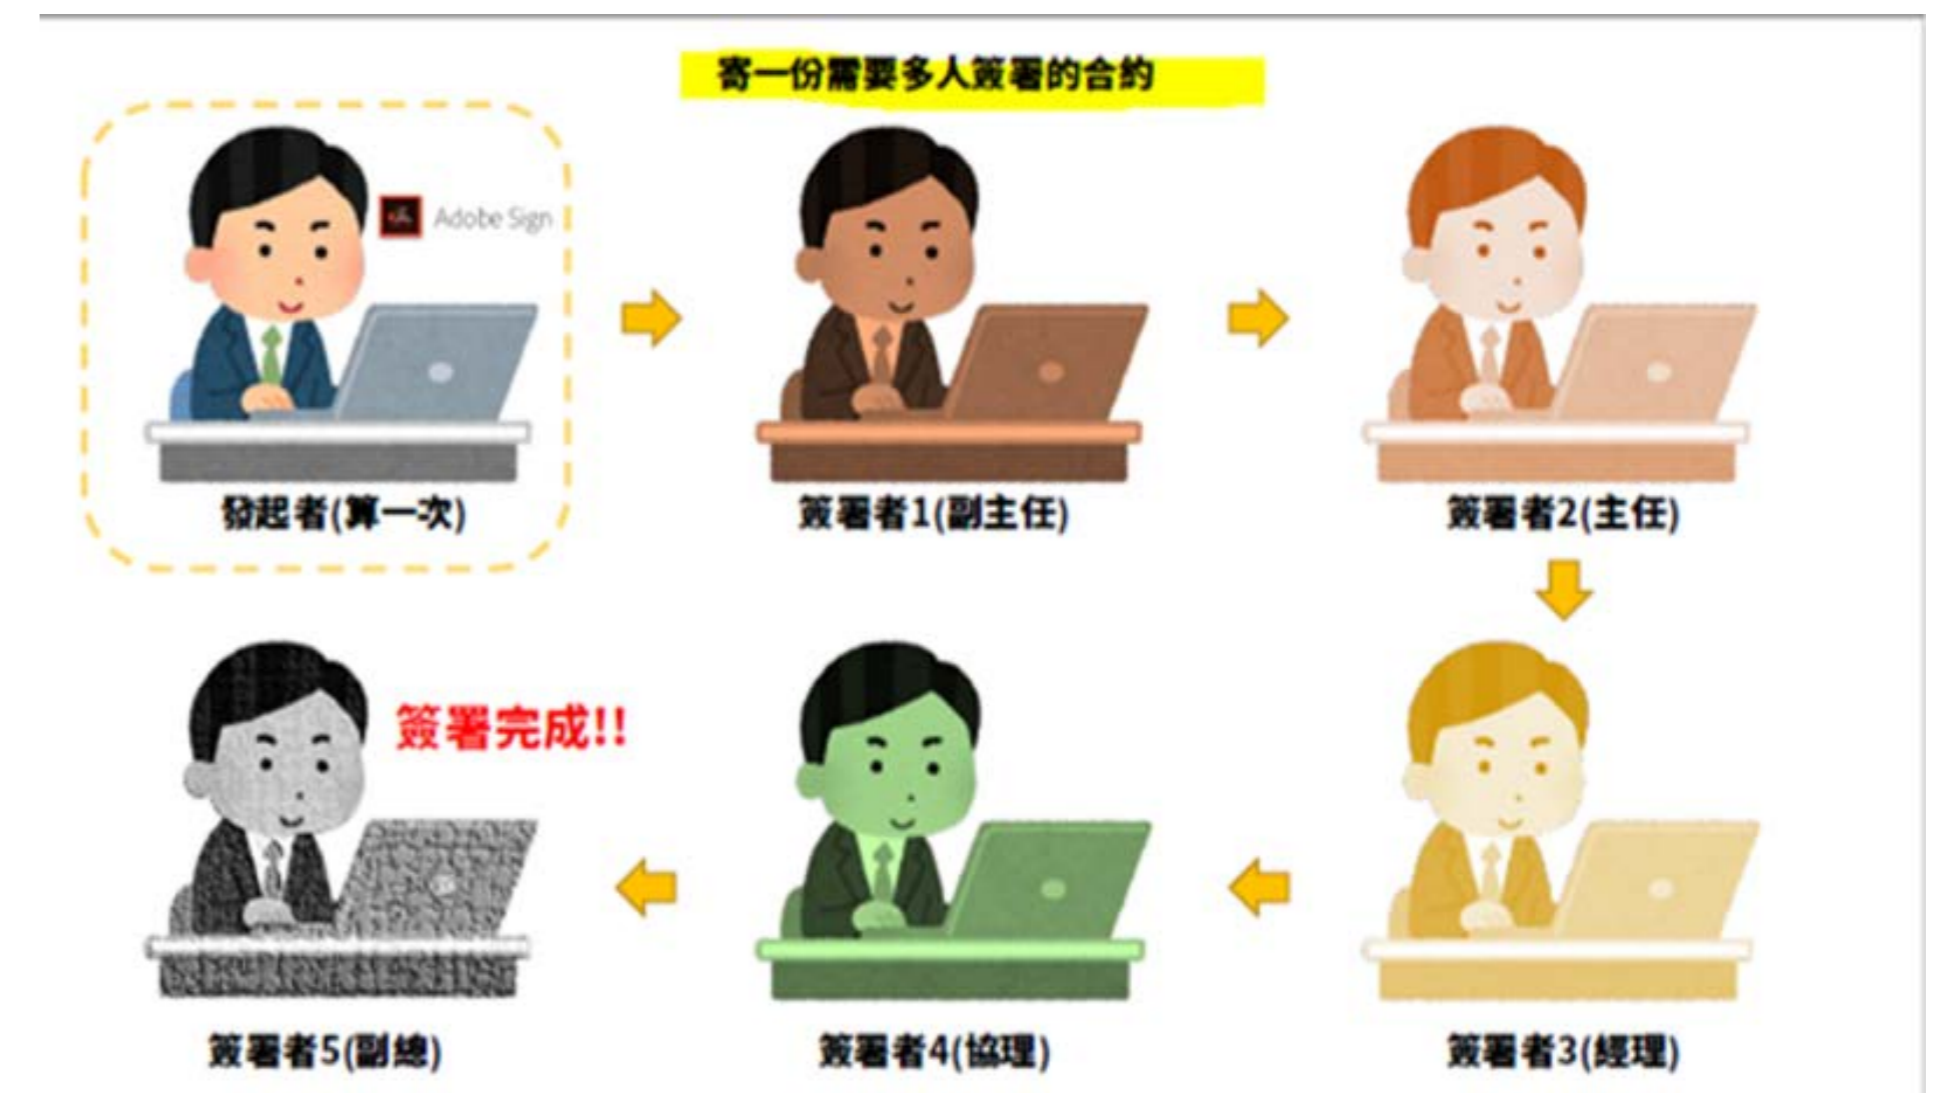 寄一份需要多人簽署的合約
Adobe Sign
發起者(算一次)
簽署者1(副主任)
簽署者2(主任)
簽署完成!!
簽署者5(副總)
簽署者4(協理)
簽署者3(經理)